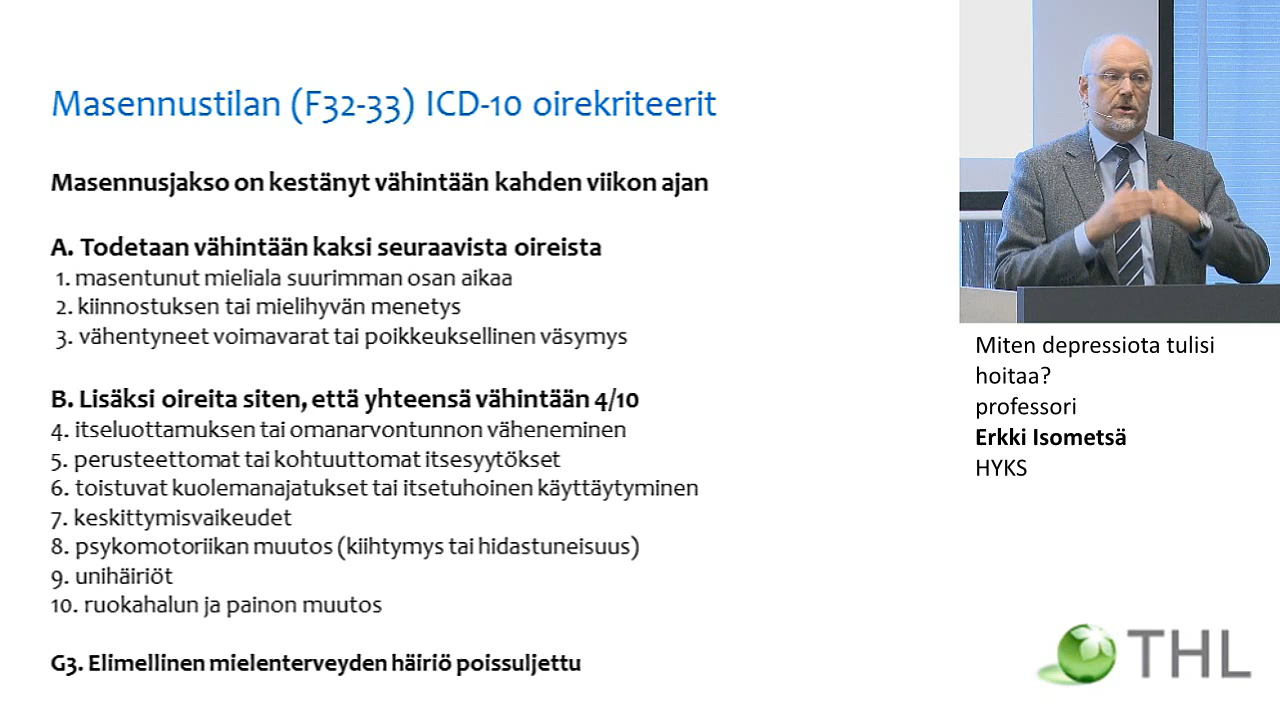 Masennustilan (F32-33) ICD-10 oirekriteerit
Masennusjakso on kestänyt vähintään kahden viikon ajan
A. Todetaan vähintään kaksi seuraavista oireista
1. masentunut mieliala suurimman osan aikaa
2. kiinnostuksen tai mielihyvän menetys
3. vähentyneet voimavarat tai poikkeuksellinen väsymys
B. Lisäksi oireita siten, että yhteensä vähintään 4/10
4. itseluottamuksen tai omanarvontunnon väheneminen
5. perusteettomat tai kohtuuttomat itsesyytökset
6. toistuvat kuolemanajatukset tai itsetuhoinen käyttäytyminen
7. keskittymisvaikeudet
8. psykomotoriikan muutos (kiihtymys tai hidastuneisuus)
9. unihäiriöt
10. ruokahalun ja painon muutos
G3. Elimellinen mielenterveyden häiriö poissuljettu
Miten depressiota tulisi
hoitaa?
professori
Erkki Isometsä
HYKS
THL